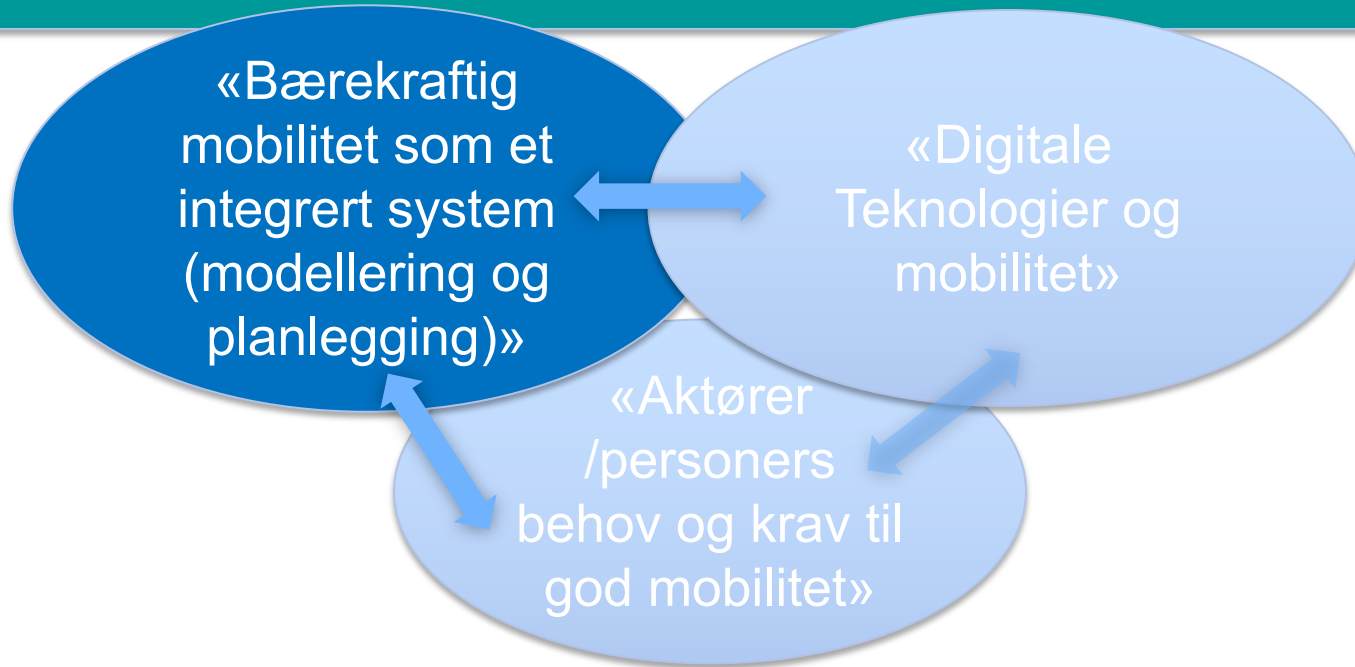 «Bærekraftig
mobilitet som et
integrert system
(modellering og
planlegging)»
«Digitale
Teknologier og
mobilitet»
«Aktører
/personers
behov og krav til
god mobilitet»